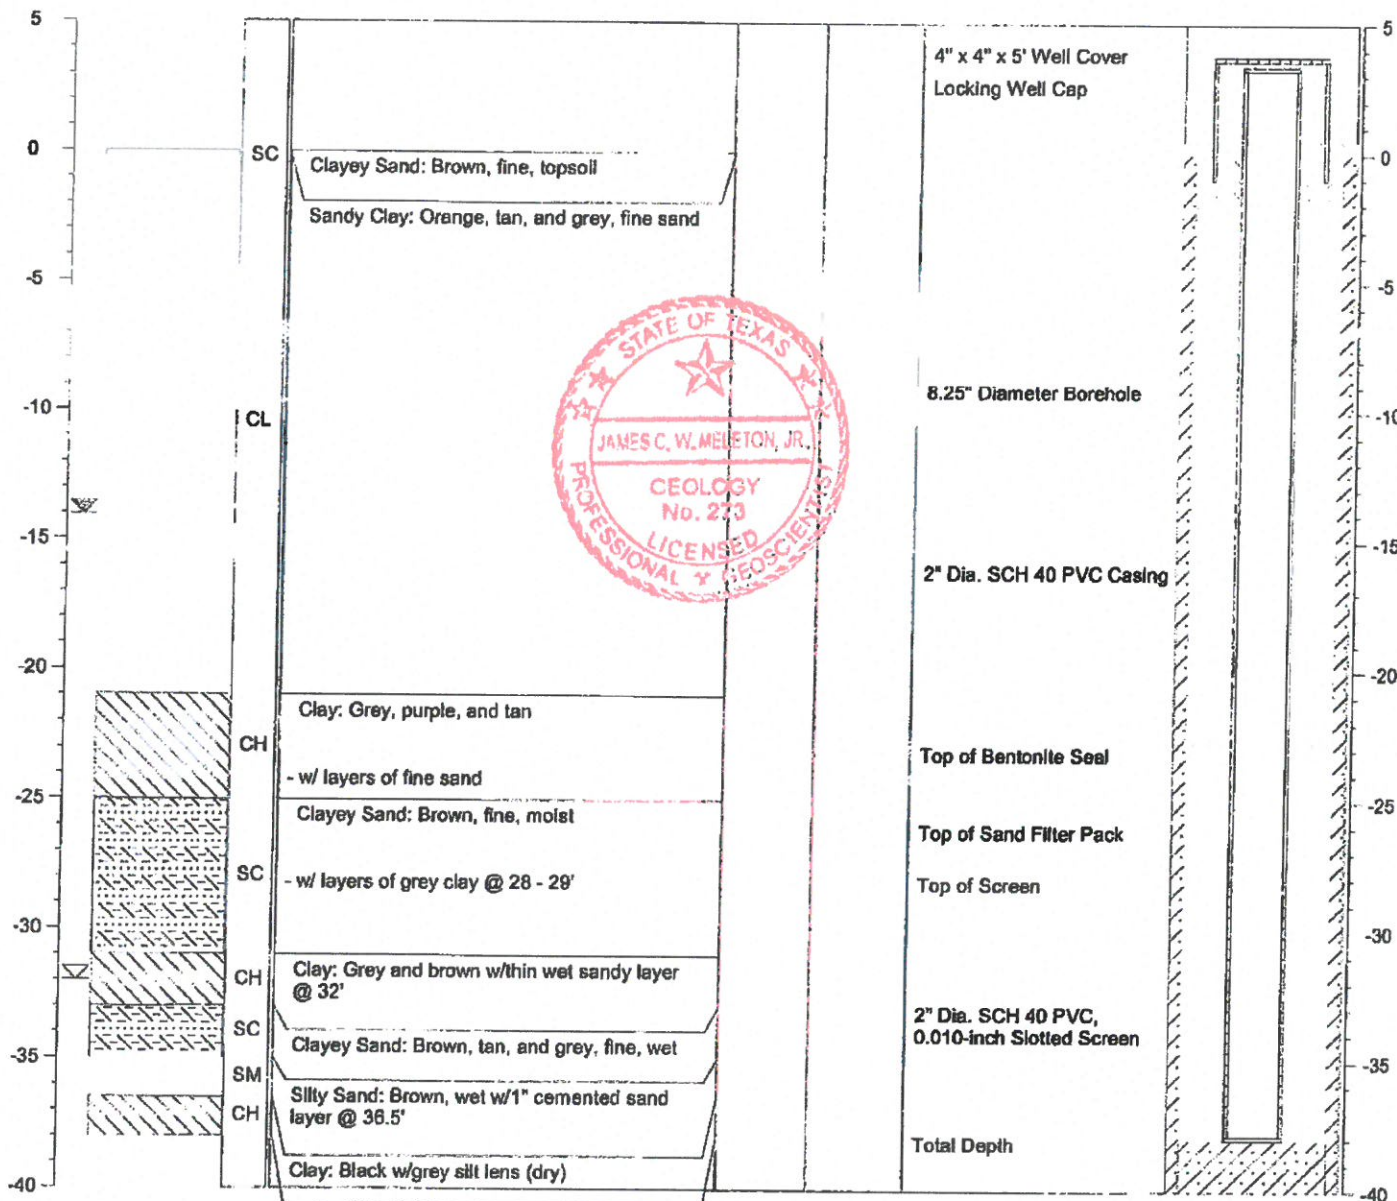 5
0
-5
-10
-15
-20
-25
-30
-35
-40
SC
CL
CH
SC
CH
SC
SM
CH
Clayey Sand: Brown, fine, topsoil
Sandy Clay: Orange, tan, and grey, fine sand
Clay: Grey, purple, and tan
- w/ layers of fine sand
Clayey Sand: Brown, fine, moist
- w/ layers of grey clay @ 28 - 29'
Clay: Grey and brown w/thin wet sandy layer
@ 32'
Clayey Sand: Brown, tan, and grey, fine, wet
Silty Sand: Brown, wet w/1" cemented sand
layer @ 36.5'
Clay: Black w/grey silt lens (dry)
STATE OF TEXAS
JAMES C. W. MELETON, JR.
GEOLOGY
No. 273
LICENSED
PROFESSIONAL GEOSCIENTIST
4" x 4" x 5' Well Cover
Locking Well Cap
8.25" Diameter Borehole
2" Dia. SCH 40 PVC Casing
Top of Bentonite Seal
Top of Sand Filter Pack
Top of Screen
2" Dia. SCH 40 PVC,
0.010-inch Slotted Screen
Total Depth
5
0
-5
-10
-15
-20
-25
-30
-35
-40